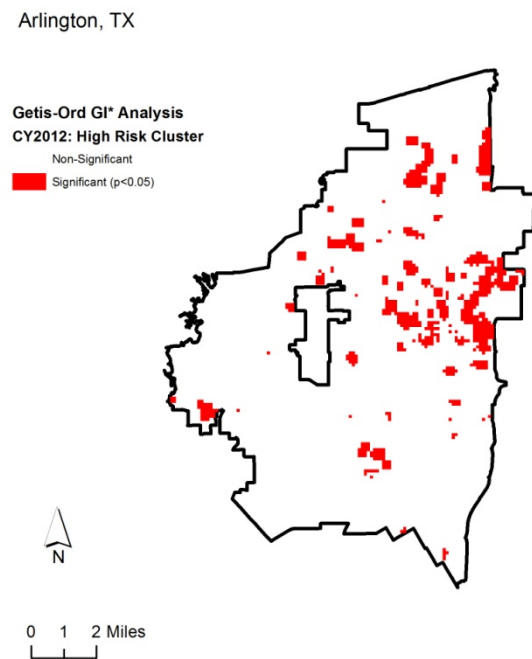 Arlington, TX
Getis-Ord GI* Analysis
CY2012: High Risk Cluster
Non-Significant
Significant (p<0.05)
N
0 1 2 Miles